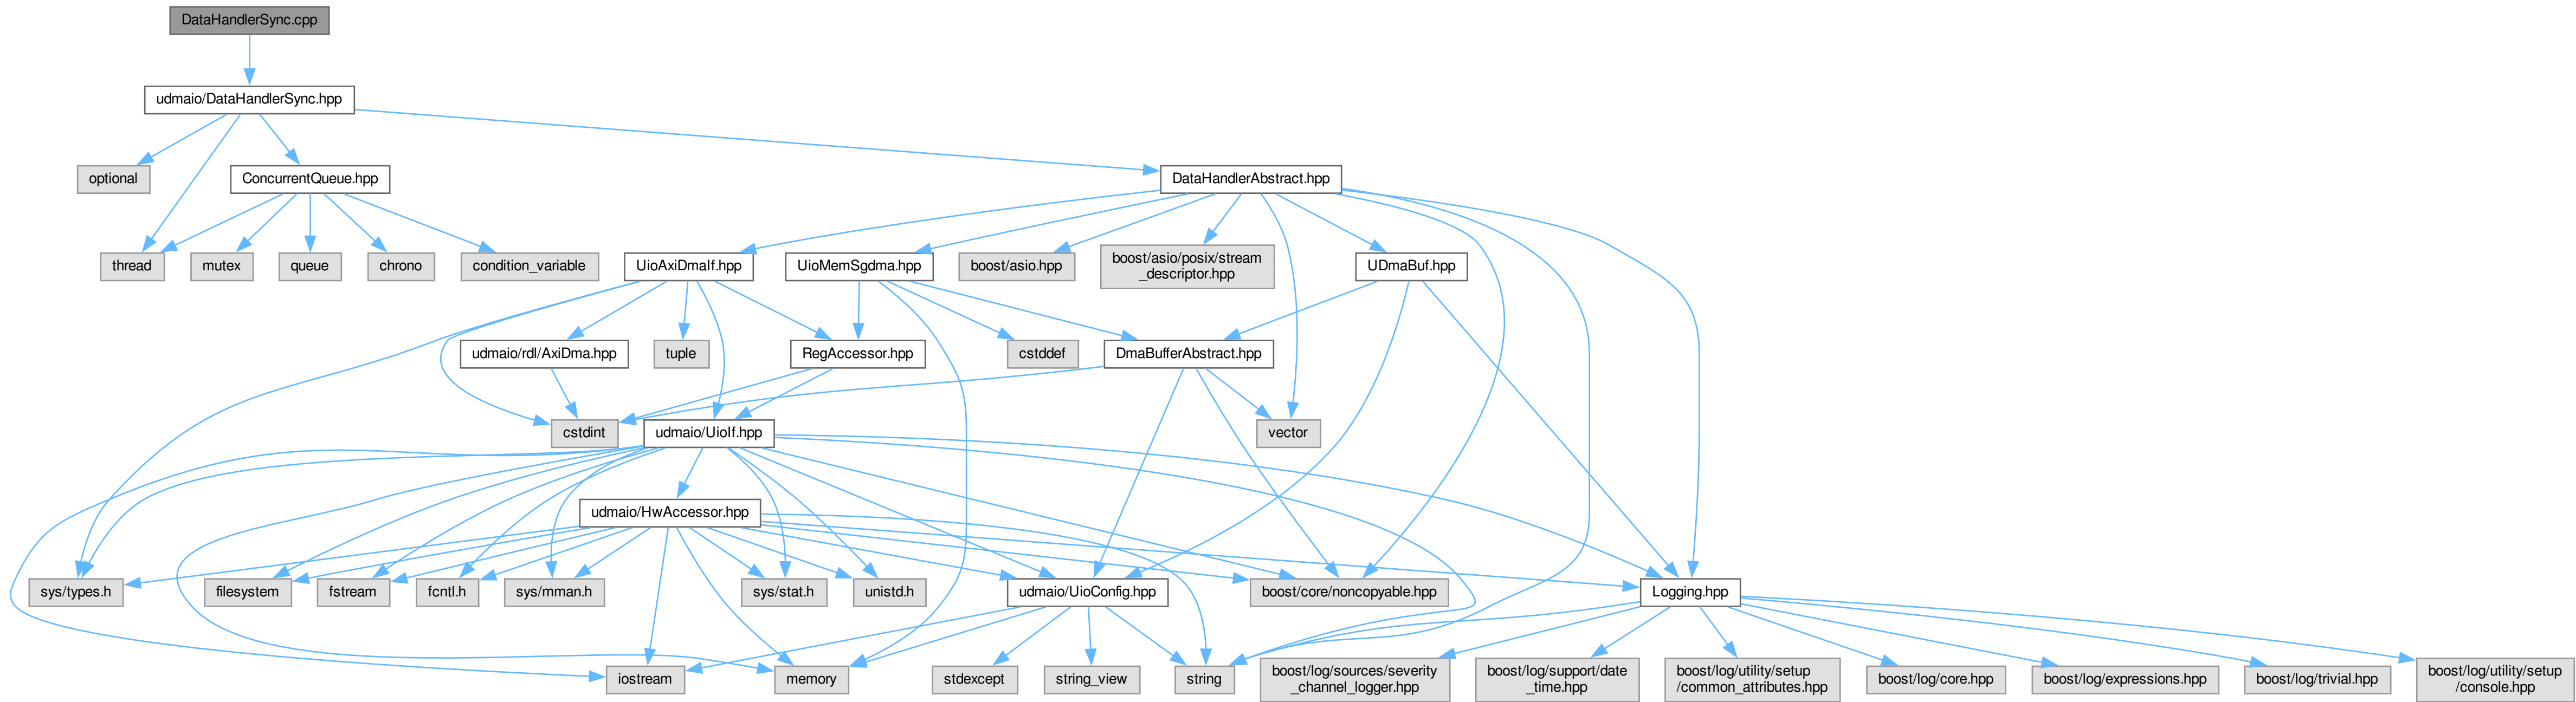 DataHandlerSync.cpp
udmaio/DataHandlerSync.hpp
optional
ConcurrentQueue.hpp
DataHandlerAbstract.hpp
thread
mutex
queue
chrono
condition_variable
UioAxiDmaIf.hpp
UioMemSgdma.hpp
boost/asio.hpp
boost/asio/posix/stream
_descriptor.hpp
UDmaBuf.hpp
udmaio/rdl/AxiDma.hpp
tuple
RegAccessor.hpp
cstddef
DmaBufferAbstract.hpp
cstdint
udmaio/UioIf.hpp
vector
udmaio/HwAccessor.hpp
sys/types.h
filesystem
fstream
fcntl.h
sys/mman.h
sys/stat.h
unistd.h
udmaio/UioConfig.hpp
boost/core/noncopyable.hpp
Logging.hpp
iostream
memory
stdexcept
string_view
string
boost/log/sources/severity
_channel_logger.hpp
boost/log/support/date
_time.hpp
boost/log/utility/setup
/common_attributes.hpp
boost/log/core.hpp
boost/log/expressions.hpp
boost/log/trivial.hpp
boost/log/utility/setup
/console.hpp